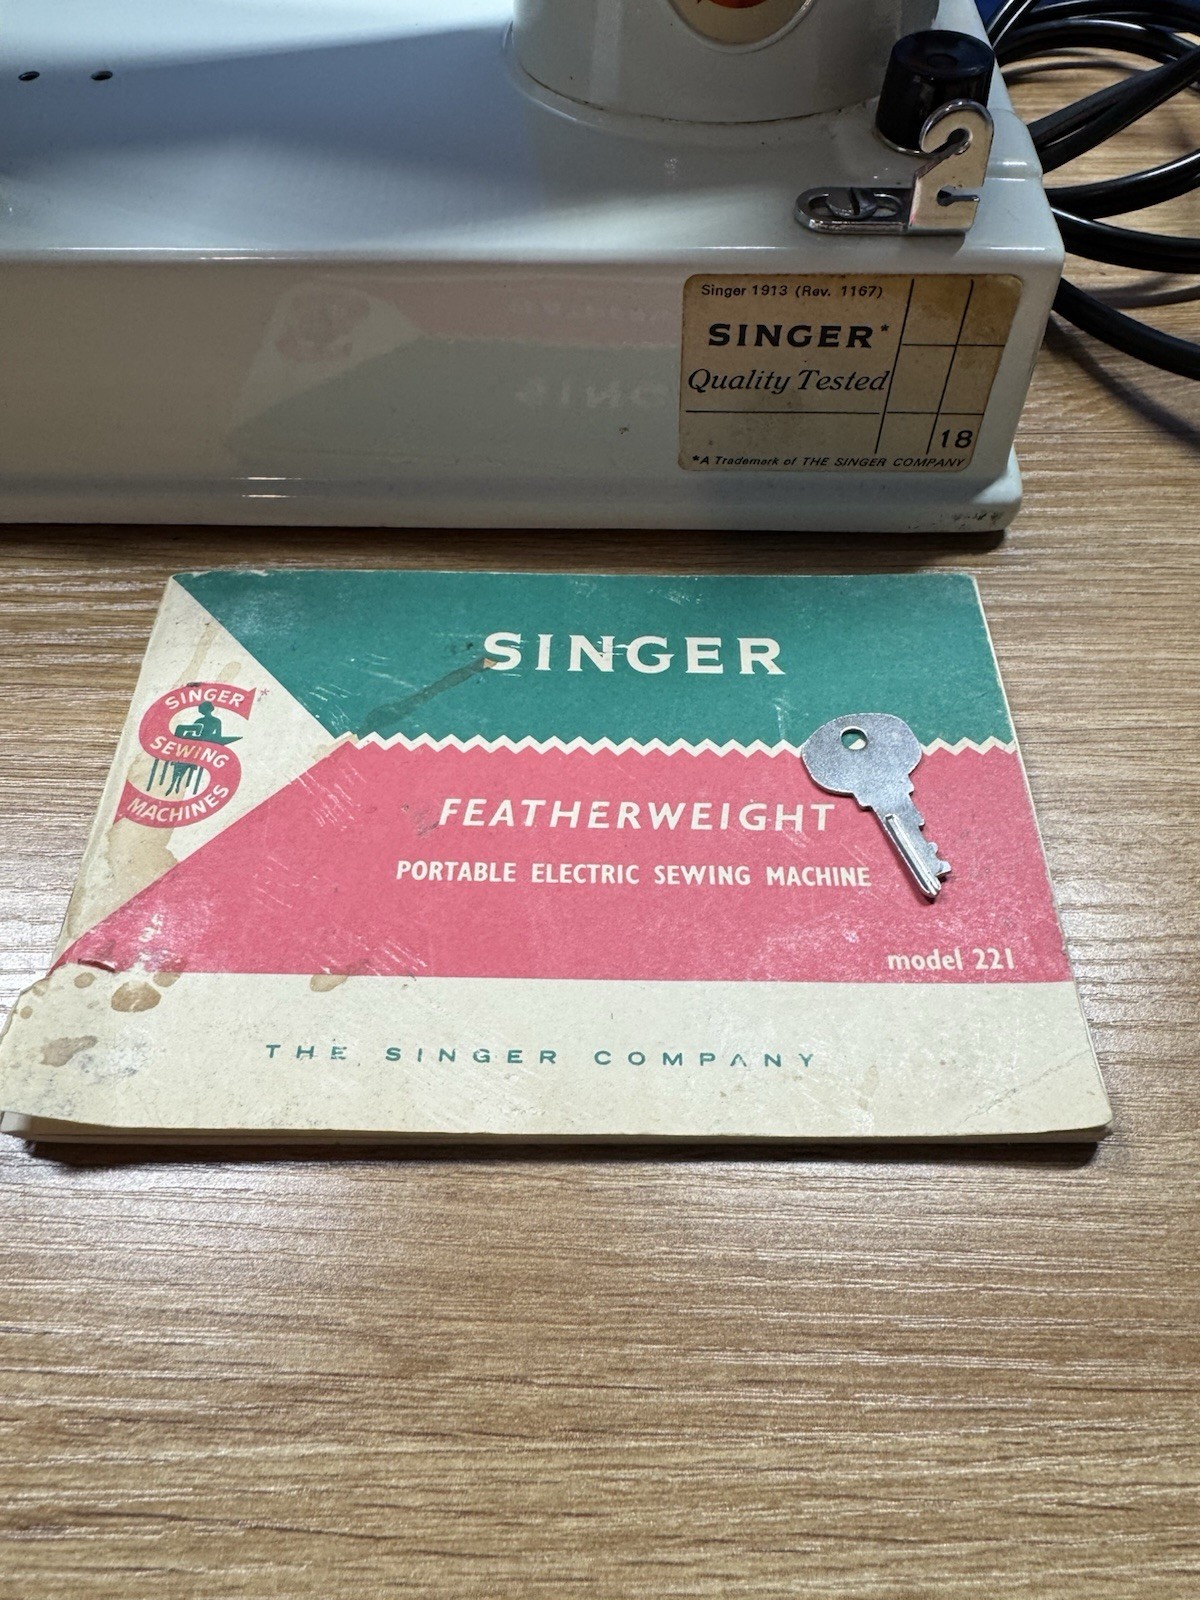 Singer 1913 (Rev. 1167)
SINGER*
Quality Tested
18
*A Trademark of THE SINGER COMPANY
SINGER
SINGER*
SEWING
MACHINES
FEATHERWEIGHT
PORTABLE ELECTRIC SEWING MACHINE
model 221
THE SINGER COMPANY